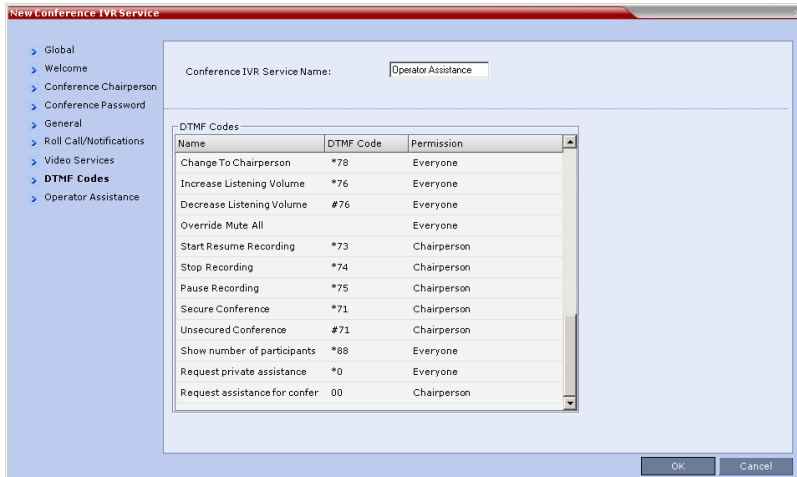 New Conference IVR Service
Global
Welcome
Conference Chairperson
Conference Password
General
Roll Call/Notifications
Video Services
DTMF Codes
Operator Assistance
Conference IVR Service Name: Operator Assistance
DTMF Codes
Name DTMF Code Permission
Change To Chairperson *78 Everyone
Increase Listening Volume *76 Everyone
Decrease Listening Volume #76 Everyone
Override Mute All Everyone
Start Resume Recording *73 Chairperson
Stop Recording *74 Chairperson
Pause Recording *75 Chairperson
Secure Conference *71 Chairperson
Unsecured Conference #71 Chairperson
Show number of participants *88 Everyone
Request private assistance *0 Everyone
Request assistance for confer 00 Chairperson
OK Cancel